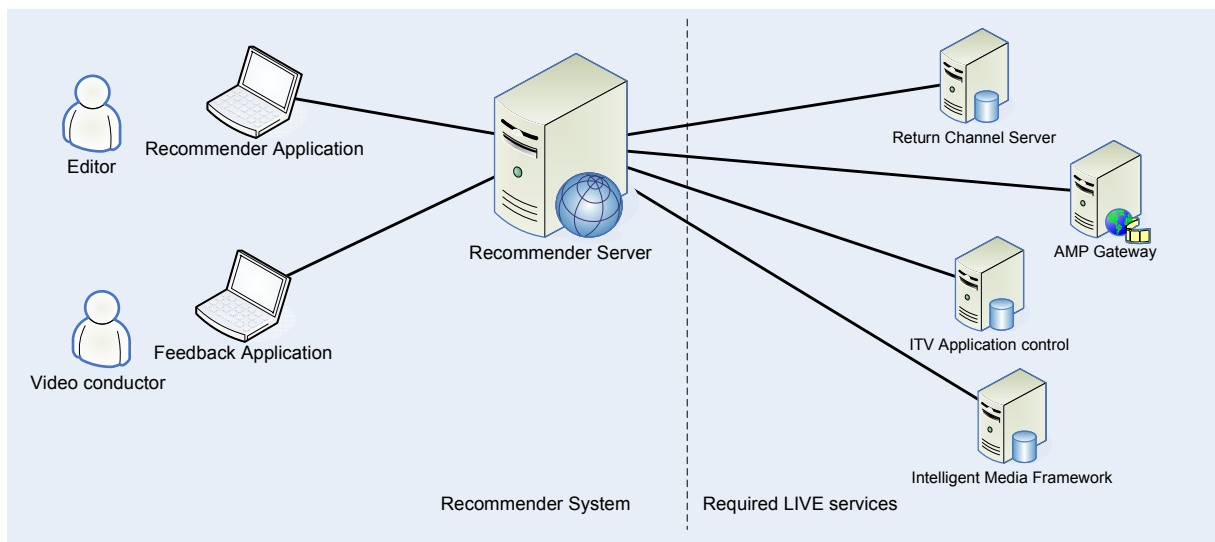 Editor
Recommender Application
Return Channel Server
Recommender Server
AMP Gateway
Video conductor
Feedback Application
ITV Application control
Intelligent Media Framework
Recommender System
Required LIVE services